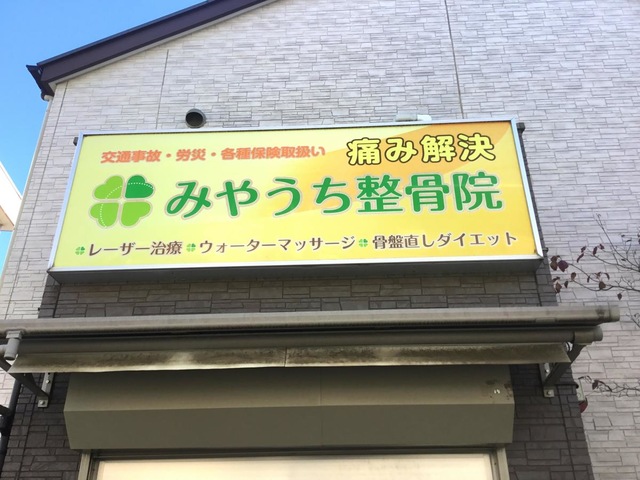 交通事故・労災・各種保険取扱い
痛み解決
みやうち整骨院
レーザー治療 ウォーターマッサージ 骨盤直しダイエット